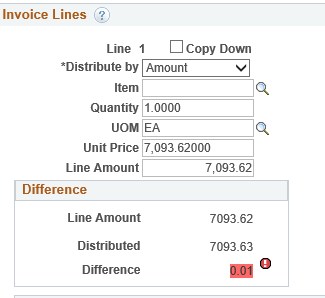 Invoice Lines ?
Line 1 Copy Down
*Distribute by Amount
Item
Quantity 1.0000
UOM EA
Unit Price 7,093.62000
Line Amount 7,093.62
Difference
Line Amount 7093.62
Distributed 7093.63
Difference 0.01 !